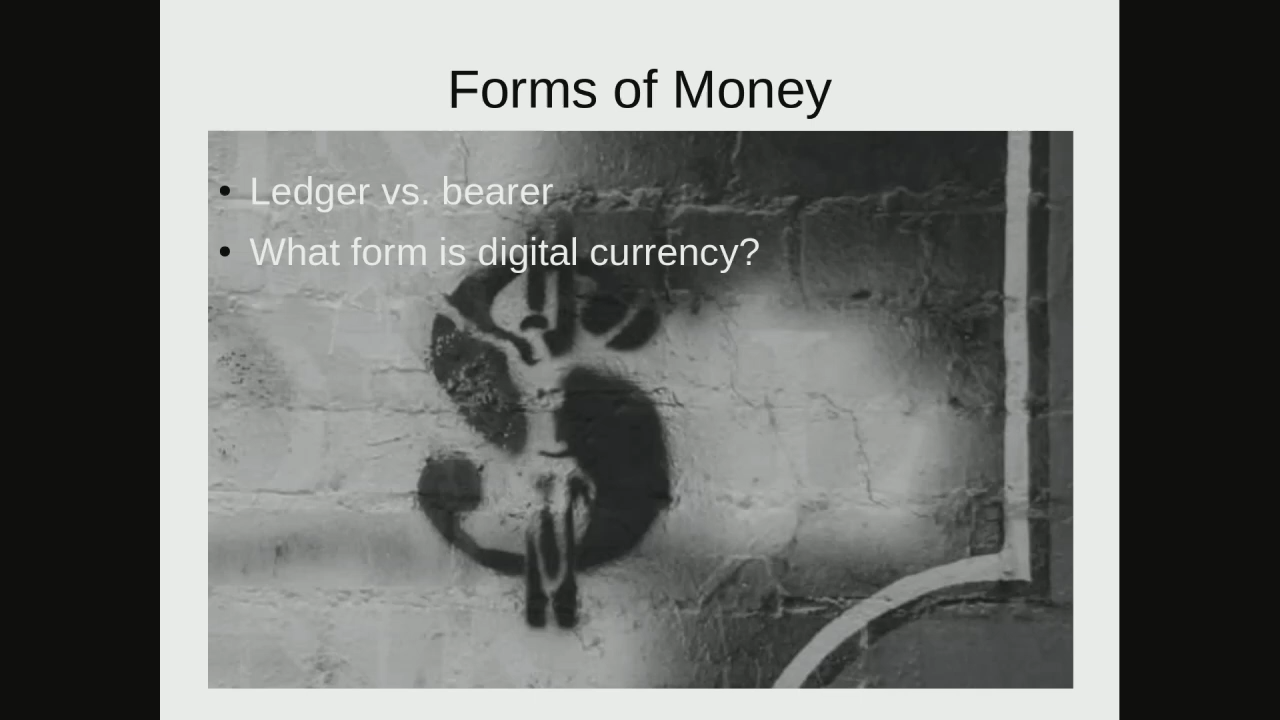 Forms of Money
• Ledger vs. bearer
• What form is digital currency?